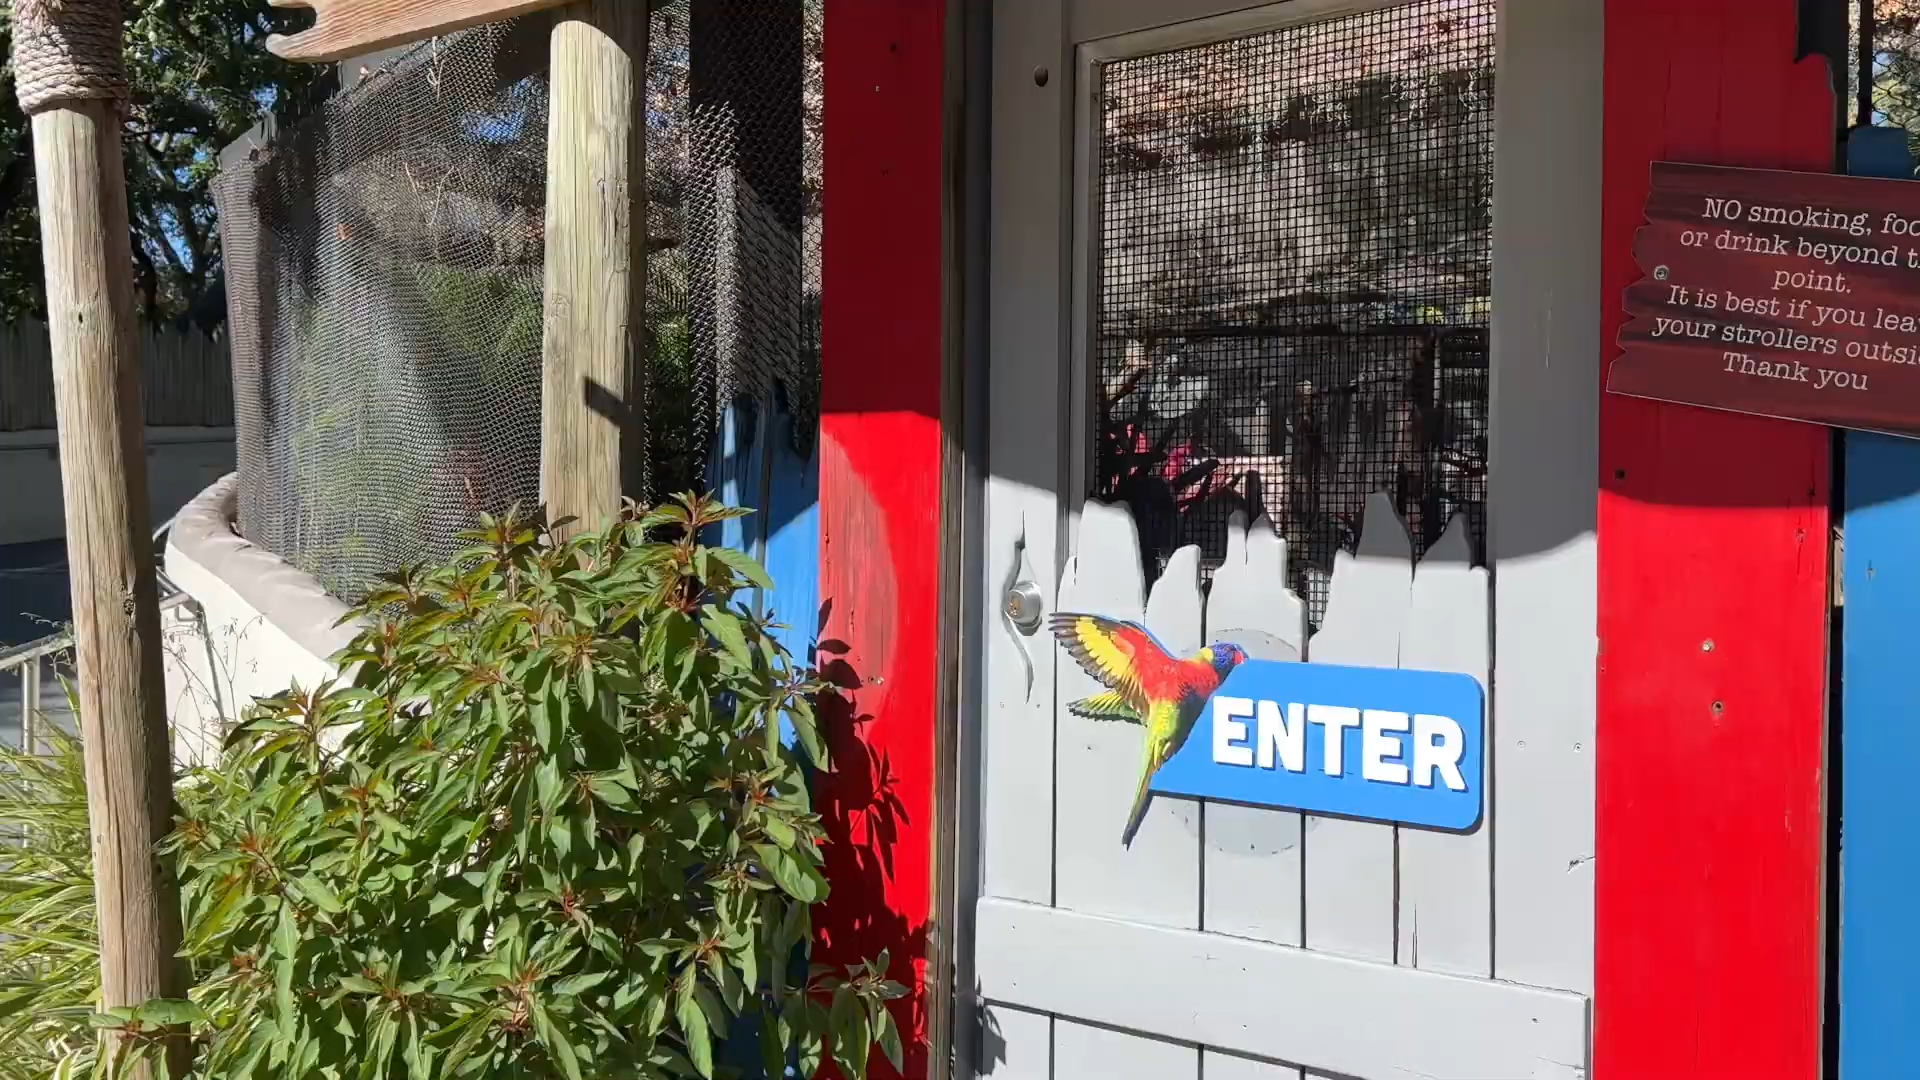 NO smoking,
or drink beyond
point.
It is best if you
your strollers
Thank you
ENTER